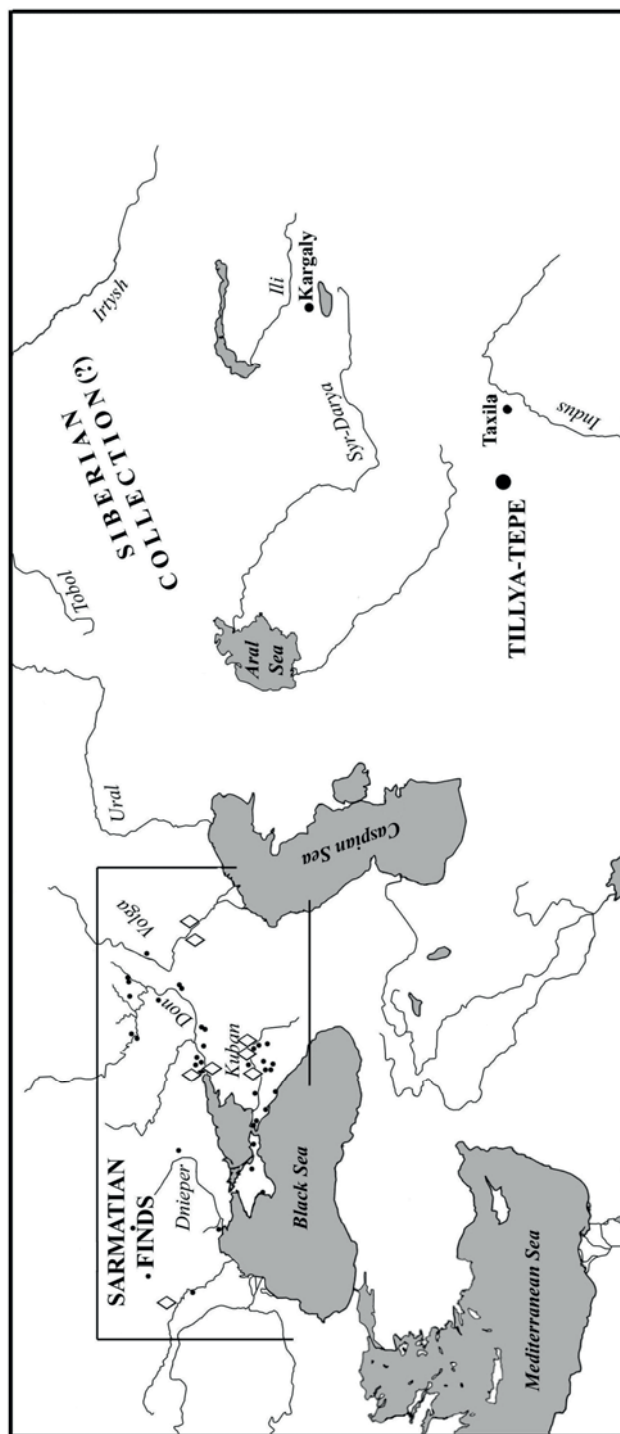 Irtysh
SIBERIAN
COLLECTION (?)
Tobol
Ili
Kargaly
Syr-Darya
Taxila
Indus
TILLYA-TEPE
Aral
Sea
Ural
Caspian Sea
Volga
Don
Kuban
SARMATIAN
FINDS
Dnieper
Black Sea
Mediterranean Sea